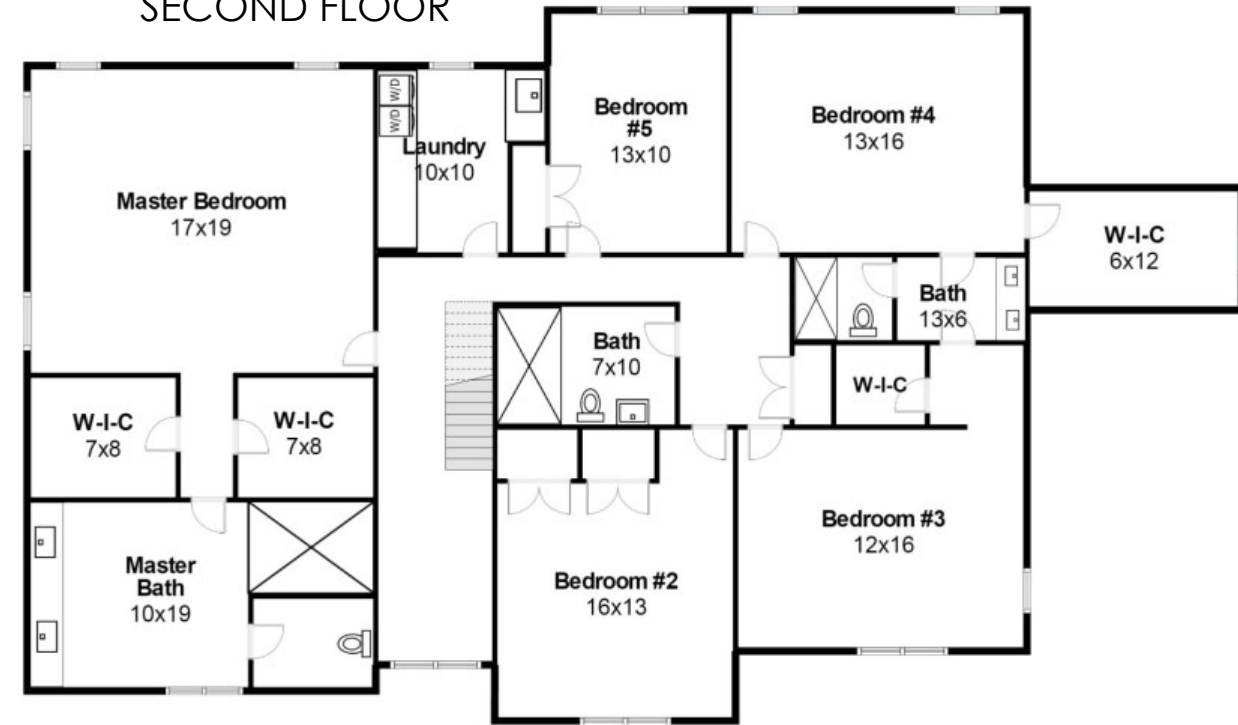 SECOND FLOOR
W/D
W/D
Laundry
10x10
Bedroom
#5
13x10
Bedroom #4
13x16
Master Bedroom
17x19
W-I-C
6x12
Bath
13x6
Bath
7x10
W-I-C
W-I-C
7x8
W-I-C
7x8
Bedroom #3
12x16
Master
Bath
10x19
Bedroom #2
16x13